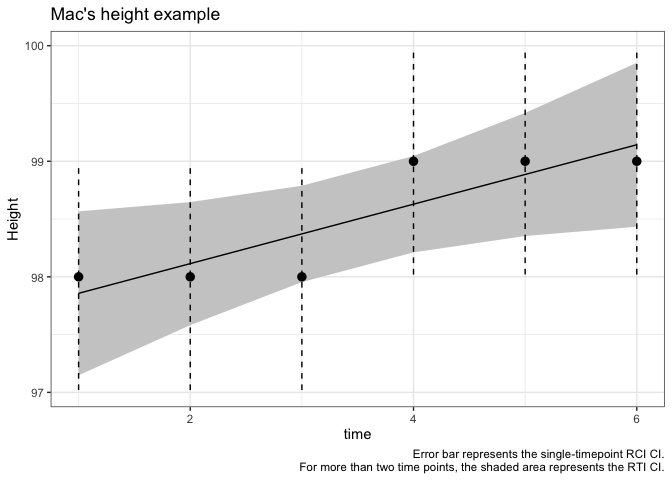 Mac's height example
100
99
98
97
Height
2
4
6
time
Error bar represents the single-timepoint RCI CI.
For more than two time points, the shaded area represents the RTI CI.